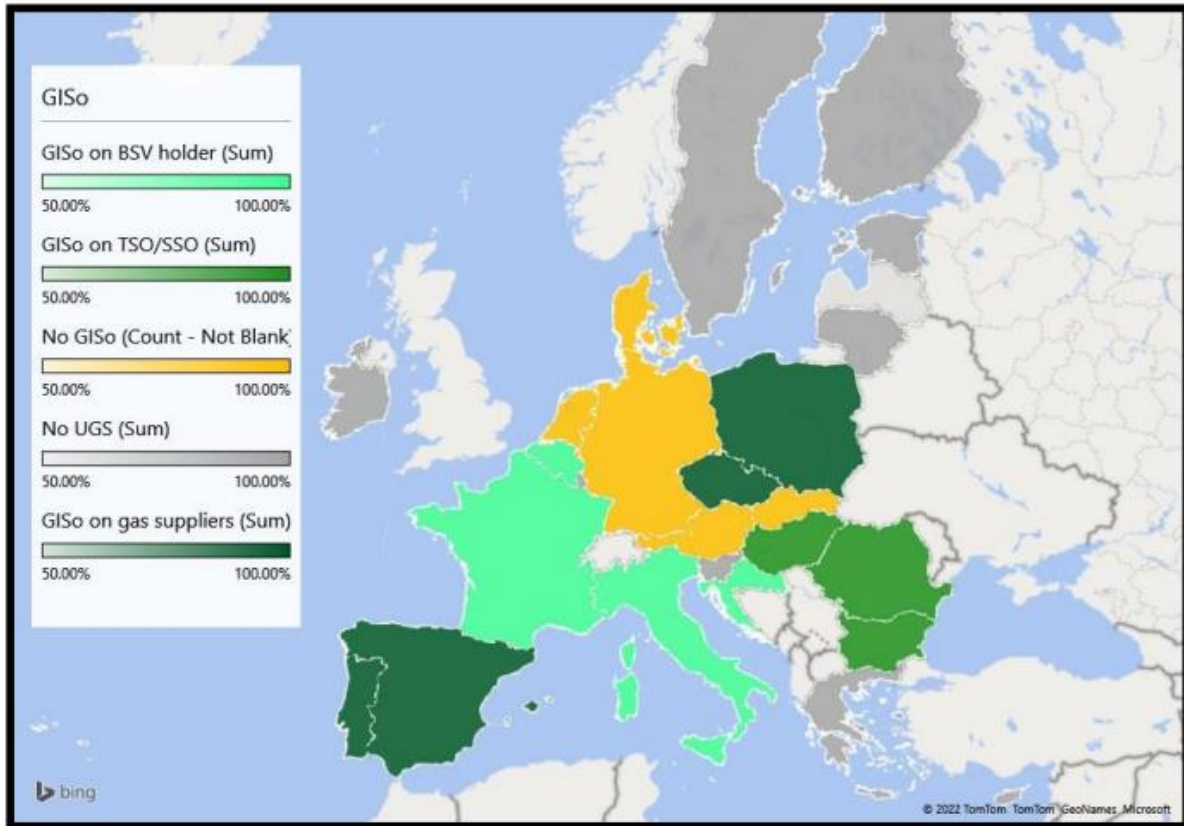 GISo
GISo on BSV holder (Sum)
50.00% 100.00%
GISo on TSO/SSO (Sum)
50.00% 100.00%
No GISo (Count - Not Blank)
50.00% 100.00%
No UGS (Sum)
50.00% 100.00%
GISo on gas suppliers (Sum)
50.00% 100.00%
bing
© 2022 TomTom TomTom GeoNames Microsoft